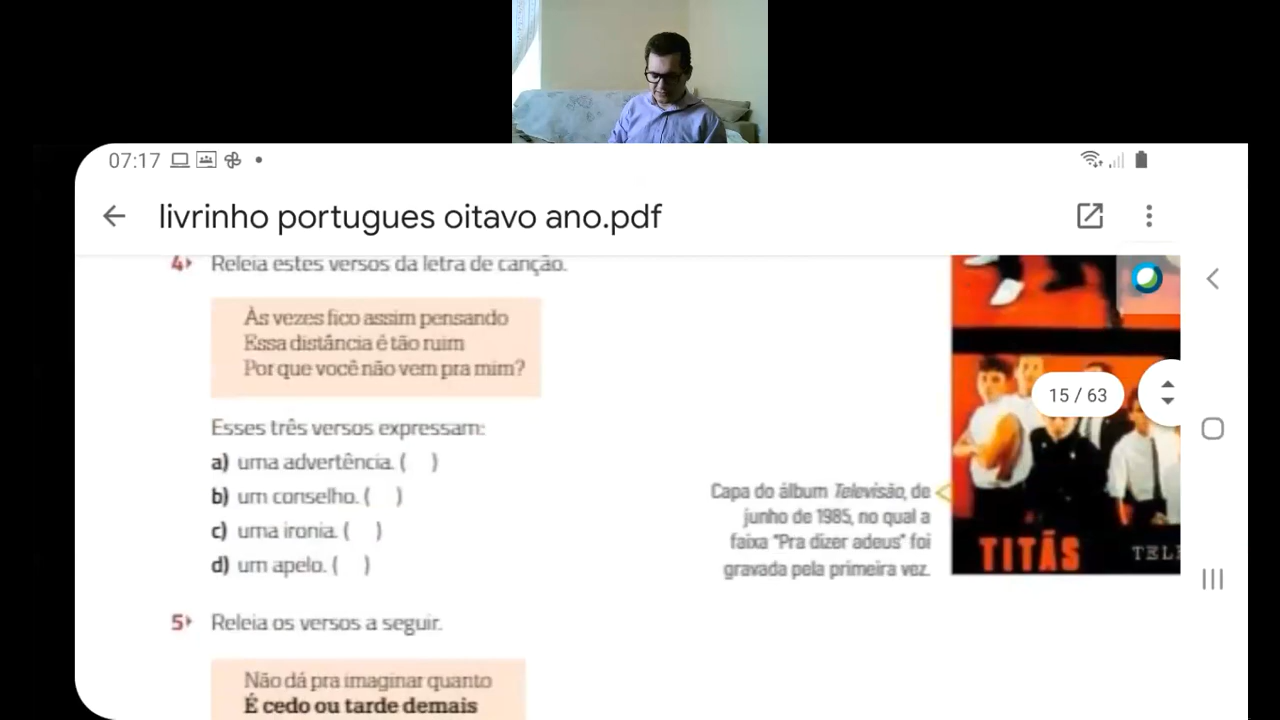 07:17
livrinho portugues oitavo ano.pdf
4 Releia estes versos da letra de canção.
Às vezes fico assim pensando
Essa distância é tão ruim
Por que você não vem pra mim?
15 / 63
Esses três versos expressam:
a) uma advertência. ( )
b) um conselho. ( )
c) uma ironia. ( )
d) um apelo. ( )
Capa do álbum Televisão, de
junho de 1985, no qual a
faixa "Pra dizer adeus" foi
gravada pela primeira vez.
TITÃS TELE
5 Releia os versos a seguir.
Não dá pra imaginar quanto
É cedo ou tarde demais